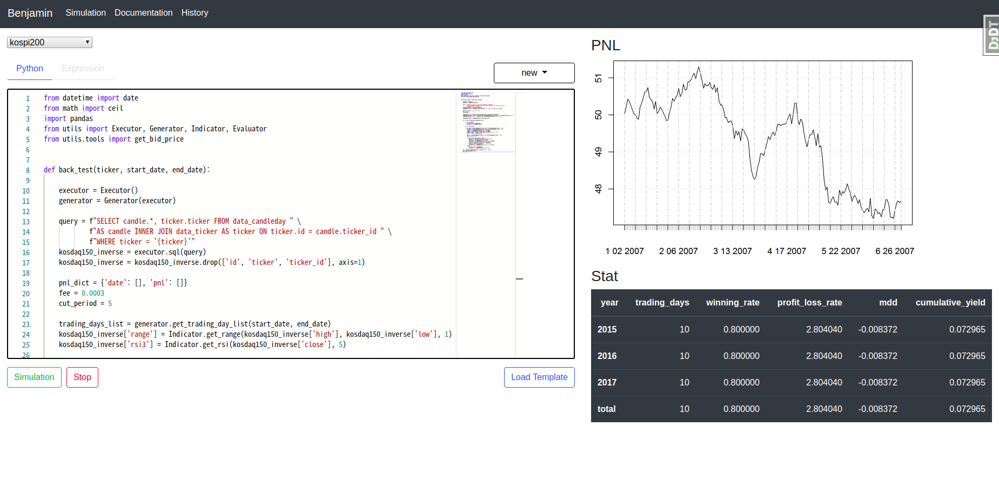 Benjamin Simulation Documentation History
DJDT
kospi200
Python Expression
new
1 from datetime import date
2 from math import ceil
3 import pandas
4 from utils import Executor, Generator, Indicator, Evaluator
5 from utils.tools import get_bid_price
6
7
8 def back_test(ticker, start_date, end_date):
9
10 executor = Executor()
11 generator = Generator(executor)
12
13 query = f"SELECT candle.*, ticker.ticker FROM data_candleday " \
14 f"AS candle INNER JOIN data_ticker AS ticker ON ticker.id = candle.ticker_id " \
15 f"WHERE ticker = '{ticker}'"
16 kosdaq150_inverse = executor.sql(query)
17 kosdaq150_inverse = kosdaq150_inverse.drop(['id', 'ticker', 'ticker_id'], axis=1)
18
19 pnl_dict = {'date': [], 'pnl': []}
20 fee = 0.0003
21 cut_period = 5
22
23 trading_days_list = generator.get_trading_day_list(start_date, end_date)
24 kosdaq150_inverse['range'] = Indicator.get_range(kosdaq150_inverse['high'], kosdaq150_inverse['low'], 1)
25 kosdaq150_inverse['rsi3'] = Indicator.get_rsi(kosdaq150_inverse['close'], 5)
26
Simulation Stop Load Template
PNL
51
50
49
48
1 02 2007 2 06 2007 3 13 2007 4 17 2007 5 22 2007 6 26 2007
Stat
year trading_days winning_rate profit_loss_rate mdd cumulative_yield
2015 10 0.800000 2.804040 -0.008372 0.072965
2016 10 0.800000 2.804040 -0.008372 0.072965
2017 10 0.800000 2.804040 -0.008372 0.072965
total 10 0.800000 2.804040 -0.008372 0.072965